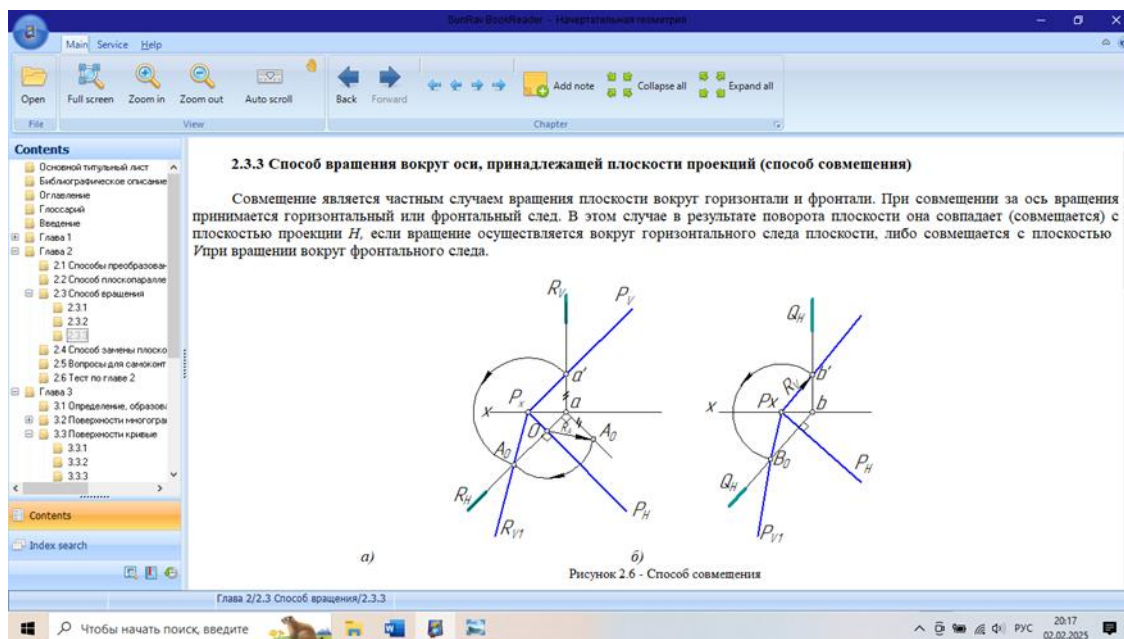 SunRav BookReader - Начертательная геометрия
Main Service Help
Open Full screen Zoom in Zoom out Auto scroll Back Forward Add note Collapse all Expand all
File View Chapter
Contents
Основной титульный лист
Библиографическое описание
Оглавление
Глоссарий
Введение
Глава 1
Глава 2
2.1 Способы преобразован
2.2 Способ плоскопаралле
2.3 Способ вращения
2.3.1
2.3.2
2.3.3
2.4 Способ замены плоско
2.5 Вопросы для самоконт
2.6 Тест по главе 2
Глава 3
3.1 Определение, образова
3.2 Поверхности многогра
3.3 Поверхности кривые
3.3.1
3.3.2
3.3.3
Contents
Index search
2.3.3 Способ вращения вокруг оси, принадлежащей плоскости проекций (способ совмещения)
Совмещение является частным случаем вращения плоскости вокруг горизонтали и фронтали. При совмещении за ось вращения
принимается горизонтальный или фронтальный след. В этом случае в результате поворота плоскости она совпадает (совмещается) с
плоскостью проекции H, если вращение осуществляется вокруг горизонтального следа плоскости, либо совмещается с плоскостью
Ипри вращении вокруг фронтального следа.
R_V P_V
a'
x P_x a
O R_A A_0
A_0
R_H P_H
R_V1
а)
Q_H
b'
R_V
x Px b
B_0 P_H
Q_H
P_V1
б)
Рисунок 2.6 - Способ совмещения
Глава 2/2.3 Способ вращения/2.3.3
Чтобы начать поиск, введите
РУС
20:17
02.02.2025